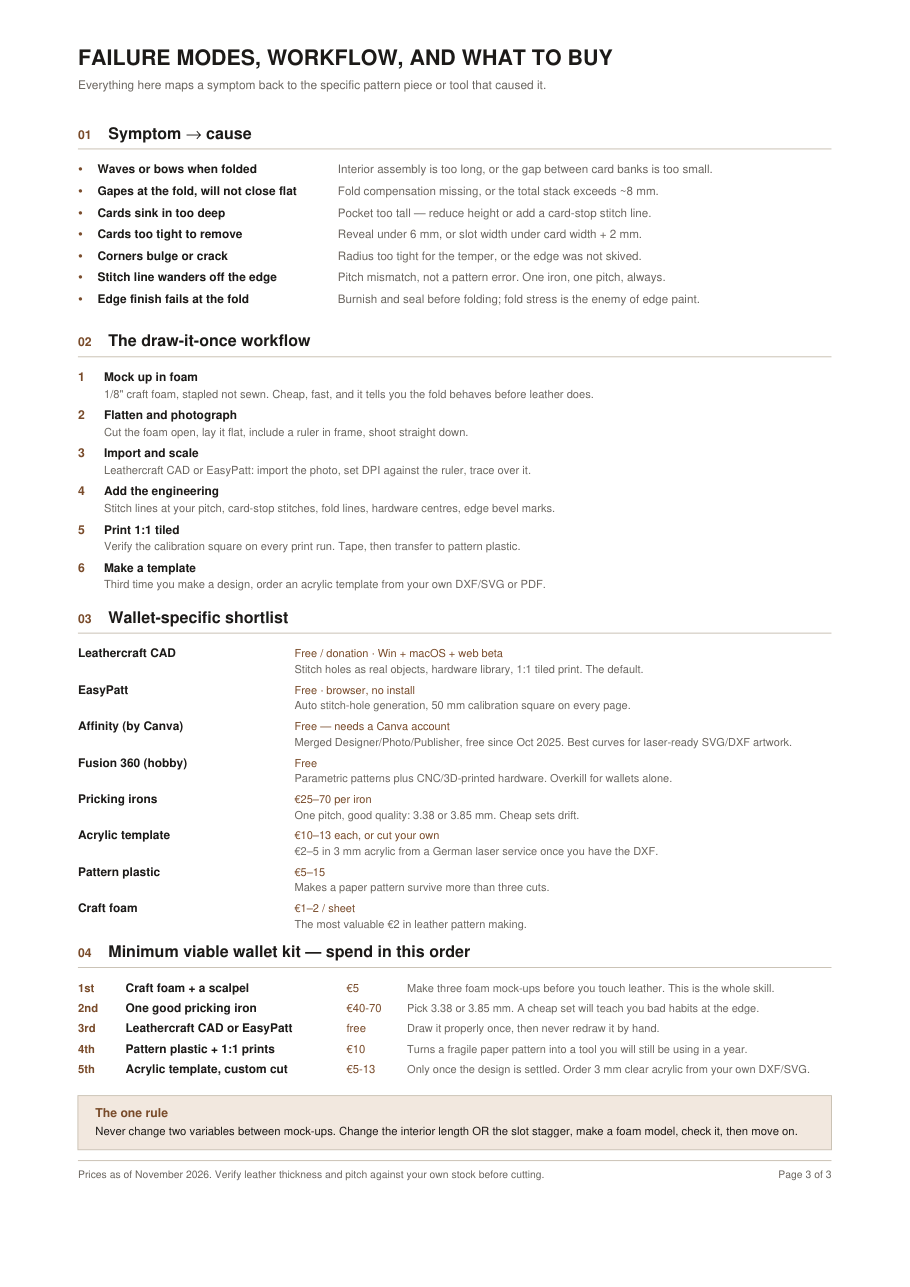 FAILURE MODES, WORKFLOW, AND WHAT TO BUY
Everything here maps a symptom back to the specific pattern piece or tool that caused it.
01 Symptom → cause
• Waves or bows when folded Interior assembly is too long, or the gap between card banks is too small.
• Gapes at the fold, will not close flat Fold compensation missing, or the total stack exceeds ~8 mm.
• Cards sink in too deep Pocket too tall — reduce height or add a card-stop stitch line.
• Cards too tight to remove Reveal under 6 mm, or slot width under card width + 2 mm.
• Corners bulge or crack Radius too tight for the temper, or the edge was not skived.
• Stitch line wanders off the edge Pitch mismatch, not a pattern error. One iron, one pitch, always.
• Edge finish fails at the fold Burnish and seal before folding; fold stress is the enemy of edge paint.
02 The draw-it-once workflow
1 Mock up in foam
1/8" craft foam, stapled not sewn. Cheap, fast, and it tells you the fold behaves before leather does.
2 Flatten and photograph
Cut the foam open, lay it flat, include a ruler in frame, shoot straight down.
3 Import and scale
Leathercraft CAD or EasyPatt: import the photo, set DPI against the ruler, trace over it.
4 Add the engineering
Stitch lines at your pitch, card-stop stitches, fold lines, hardware centres, edge bevel marks.
5 Print 1:1 tiled
Verify the calibration square on every print run. Tape, then transfer to pattern plastic.
6 Make a template
Third time you make a design, order an acrylic template from your own DXF/SVG or PDF.
03 Wallet-specific shortlist
Leathercraft CAD Free / donation · Win + macOS + web beta
Stitch holes as real objects, hardware library, 1:1 tiled print. The default.
EasyPatt Free · browser, no install
Auto stitch-hole generation, 50 mm calibration square on every page.
Affinity (by Canva) Free — needs a Canva account
Merged Designer/Photo/Publisher, free since Oct 2025. Best curves for laser-ready SVG/DXF artwork.
Fusion 360 (hobby) Free
Parametric patterns plus CNC/3D-printed hardware. Overkill for wallets alone.
Pricking irons €25–70 per iron
One pitch, good quality: 3.38 or 3.85 mm. Cheap sets drift.
Acrylic template €10–13 each, or cut your own
€2–5 in 3 mm acrylic from a German laser service once you have the DXF.
Pattern plastic €5–15
Makes a paper pattern survive more than three cuts.
Craft foam €1–2 / sheet
The most valuable €2 in leather pattern making.
04 Minimum viable wallet kit — spend in this order
1st Craft foam + a scalpel €5 Make three foam mock-ups before you touch leather. This is the whole skill.
2nd One good pricking iron €40-70 Pick 3.38 or 3.85 mm. A cheap set will teach you bad habits at the edge.
3rd Leathercraft CAD or EasyPatt free Draw it properly once, then never redraw it by hand.
4th Pattern plastic + 1:1 prints €10 Turns a fragile paper pattern into a tool you will still be using in a year.
5th Acrylic template, custom cut €5-13 Only once the design is settled. Order 3 mm clear acrylic from your own DXF/SVG.
The one rule
Never change two variables between mock-ups. Change the interior length OR the slot stagger, make a foam model, check it, then move on.
Prices as of November 2026. Verify leather thickness and pitch against your own stock before cutting. Page 3 of 3